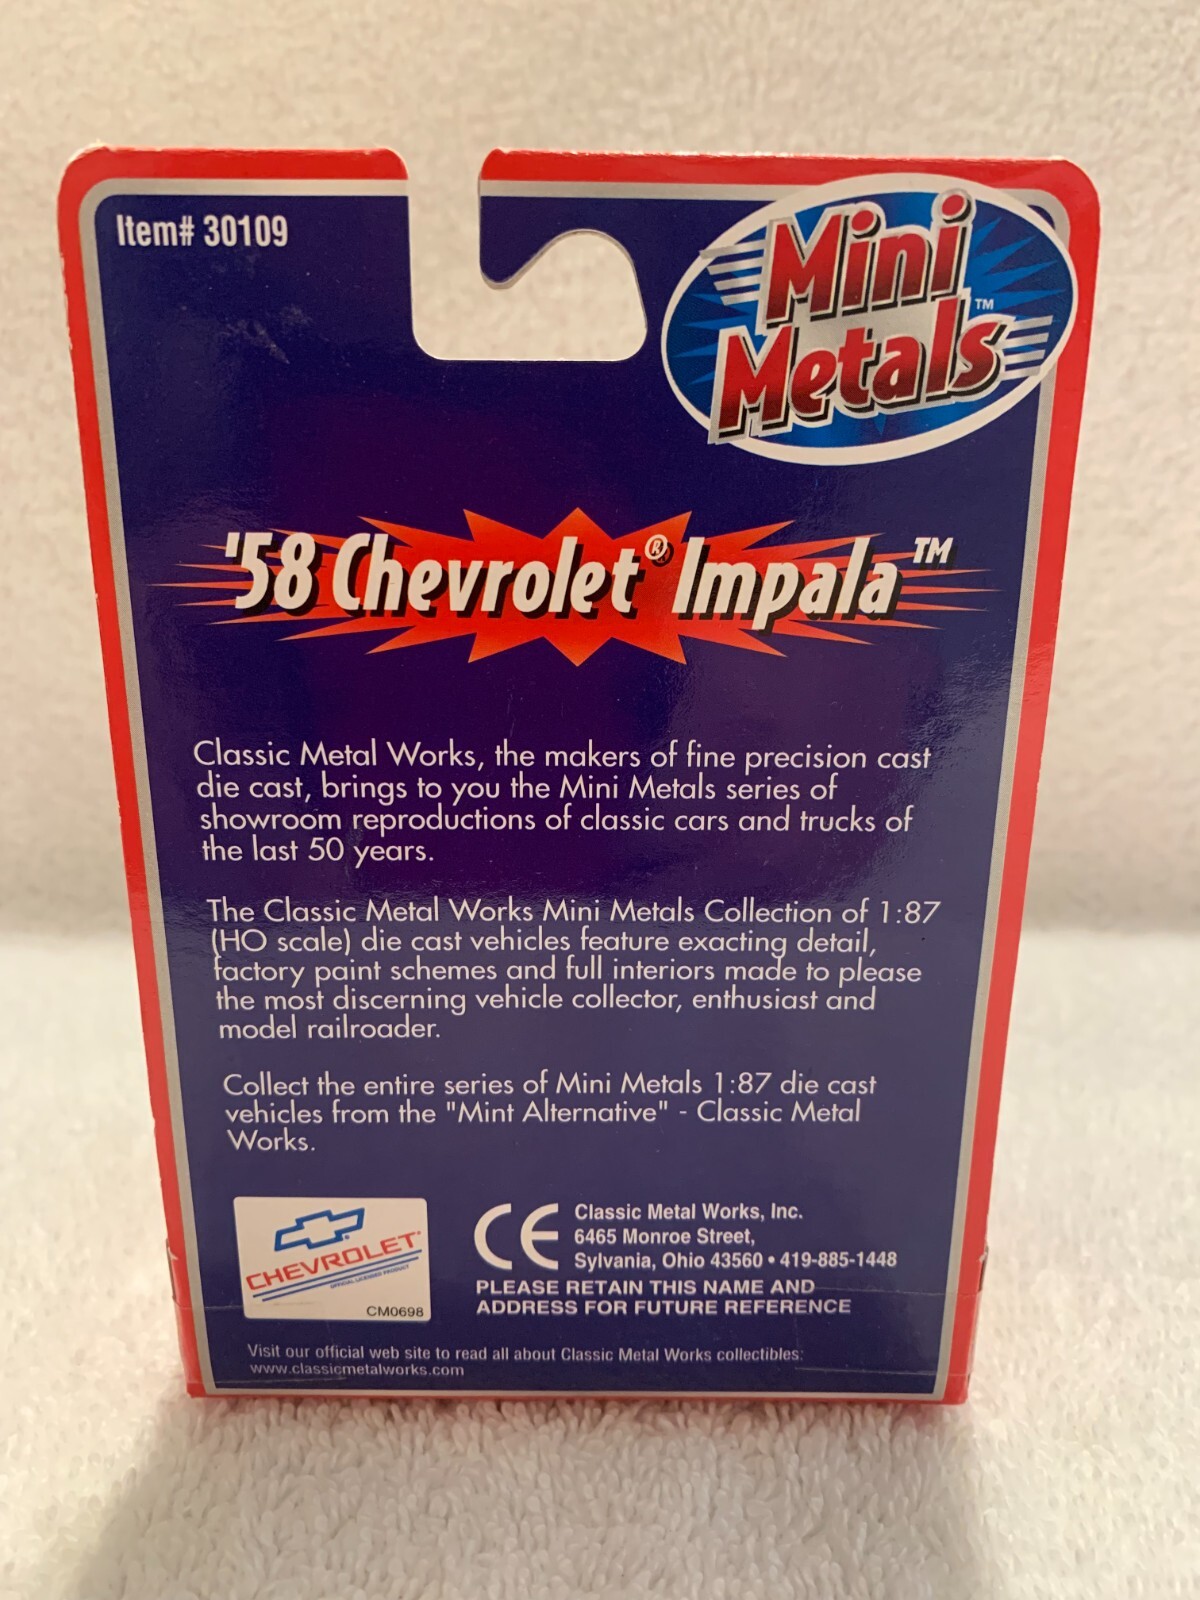 Item# 30109
Mini
Metals™
'58 Chevrolet® Impala™
Classic Metal Works, the makers of fine precision cast
die cast, brings to you the Mini Metals series of
showroom reproductions of classic cars and trucks of
the last 50 years.
The Classic Metal Works Mini Metals Collection of 1:87
(HO scale) die cast vehicles feature exacting detail,
factory paint schemes and full interiors made to please
the most discerning vehicle collector, enthusiast and
model railroader.
Collect the entire series of Mini Metals 1:87 die cast
vehicles from the "Mint Alternative" - Classic Metal
Works.
CHEVROLET®
OFFICIAL LICENSED PRODUCT
CM0698
CE
Classic Metal Works, Inc.
6465 Monroe Street,
Sylvania, Ohio 43560 • 419-885-1448
PLEASE RETAIN THIS NAME AND
ADDRESS FOR FUTURE REFERENCE
Visit our official web site to read all about Classic Metal Works collectibles:
www.classicmetalworks.com